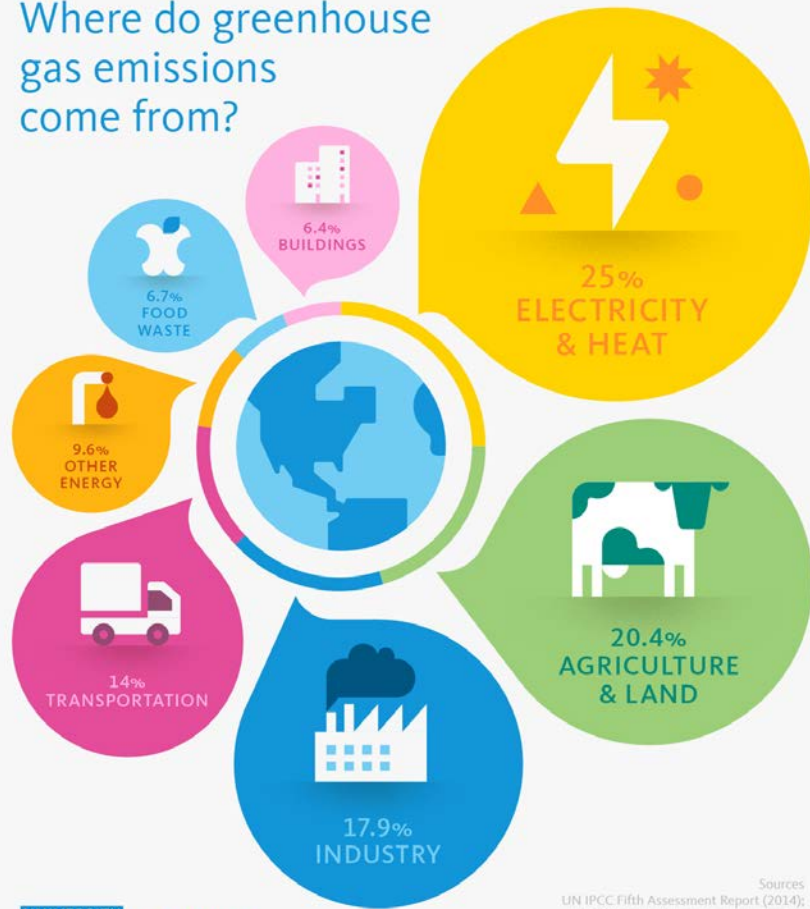 Where do greenhouse
gas emissions
come from?
6.4%
BUILDINGS
6.7%
FOOD
WASTE
25%
ELECTRICITY
& HEAT
9.6%
OTHER
ENERGY
20.4%
AGRICULTURE
& LAND
14%
TRANSPORTATION
17.9%
INDUSTRY
Sources
UN IPCC Fifth Assessment Report (2014);